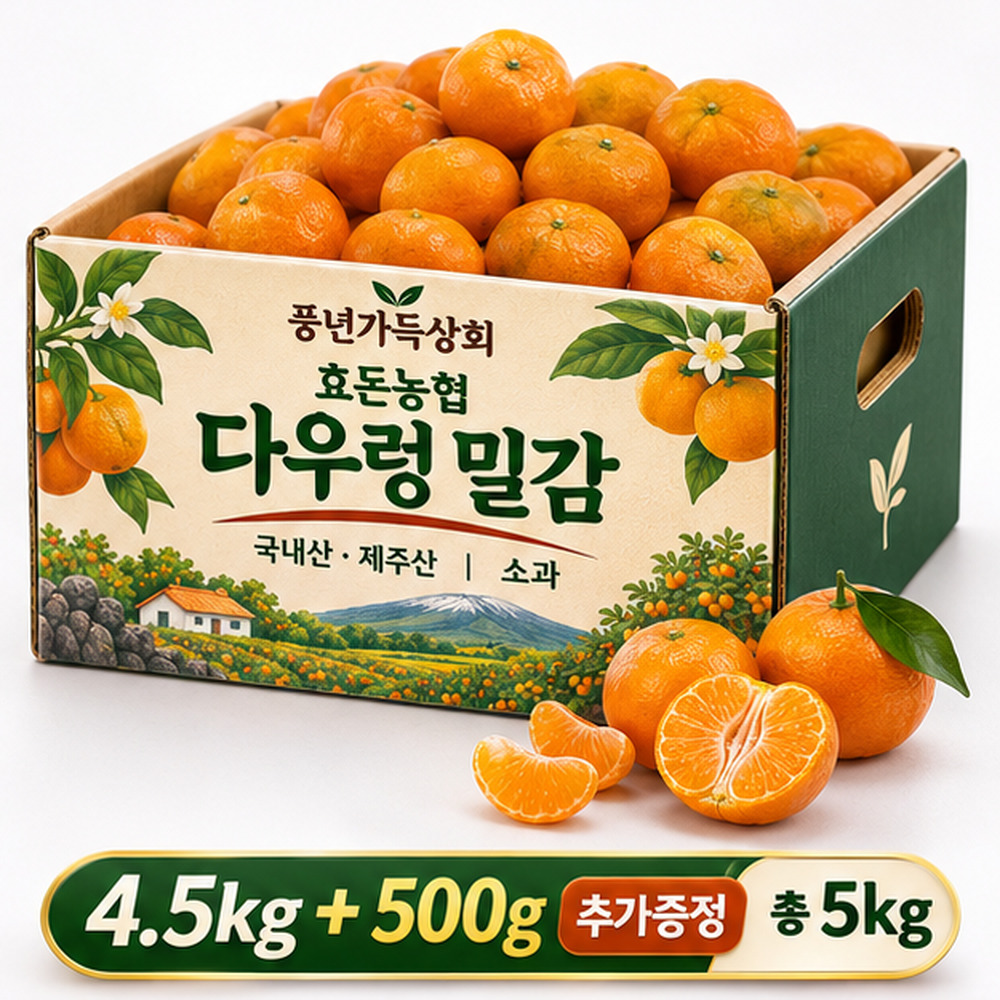 풍년가득상회
효돈농협
다우렁 밀감
국내산 · 제주산 | 소과
4.5kg + 500g 추가증정 총 5kg